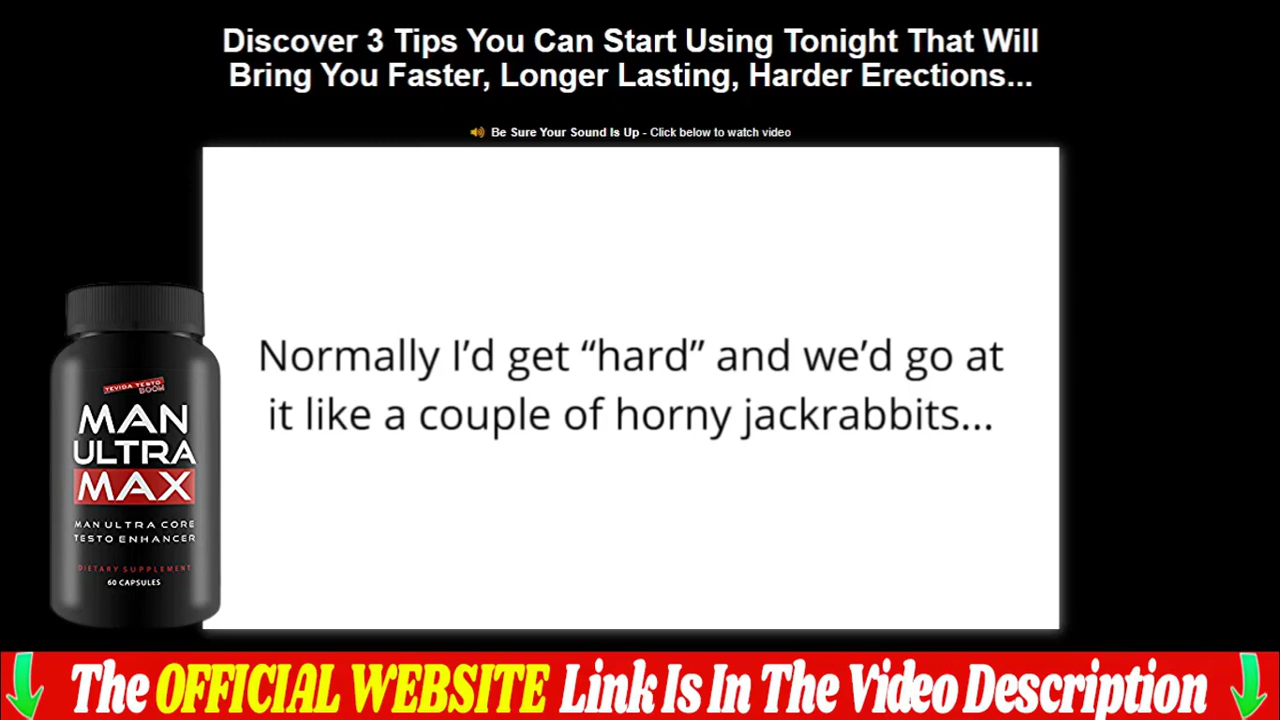 Discover 3 Tips You Can Start Using Tonight That Will
Bring You Faster, Longer Lasting, Harder Erections...
Be Sure Your Sound Is Up - Click below to watch video
Normally I’d get “hard” and we’d go at
it like a couple of horny jackrabbits...
TEVIDA TESTO
BOOM
MAN
ULTRA
MAX
MAN ULTRA CORE
TESTO ENHANCER
DIETARY SUPPLEMENT
60 CAPSULES
The OFFICIAL WEBSITE Link Is In The Video Description